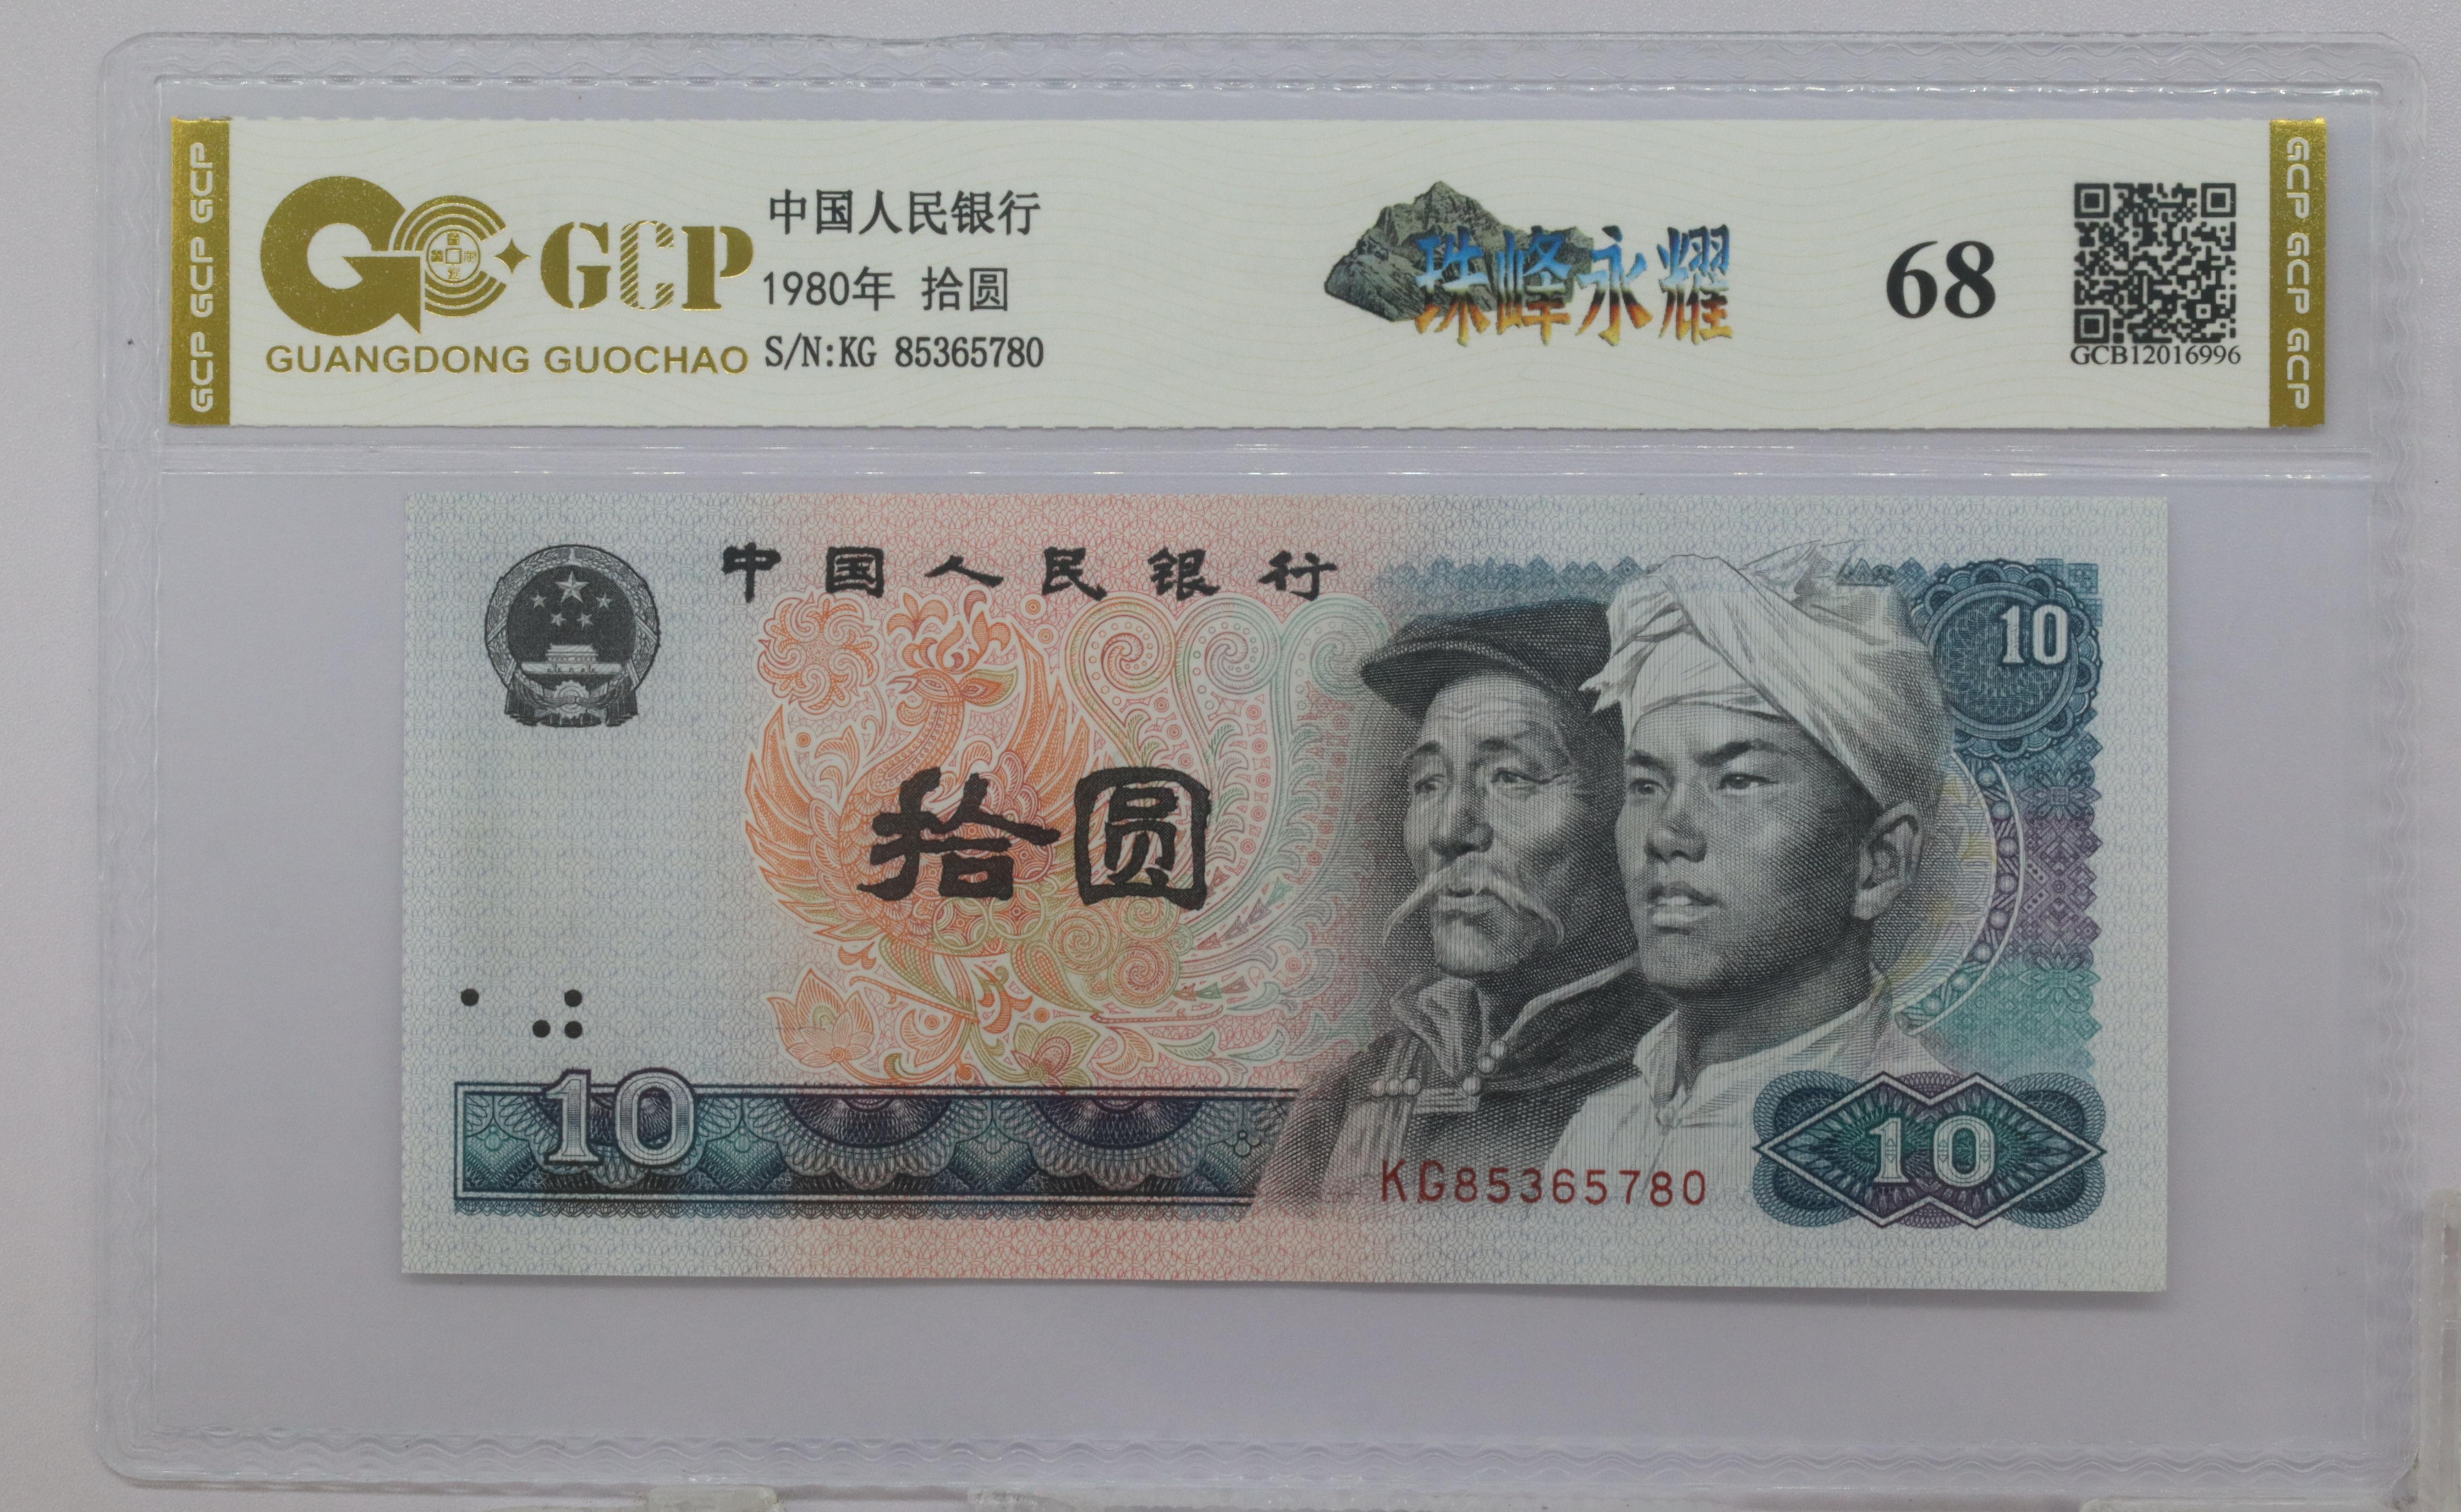 GCP GCP GCP
GCP
GUANGDONG GUOCHAO
中国人民银行
1980年 拾圆
S/N:KG 85365780
珠峰永耀
68
GCB12016996
GCP GCP GCP
中国人民银行
10
拾圆
10
KG85365780
10